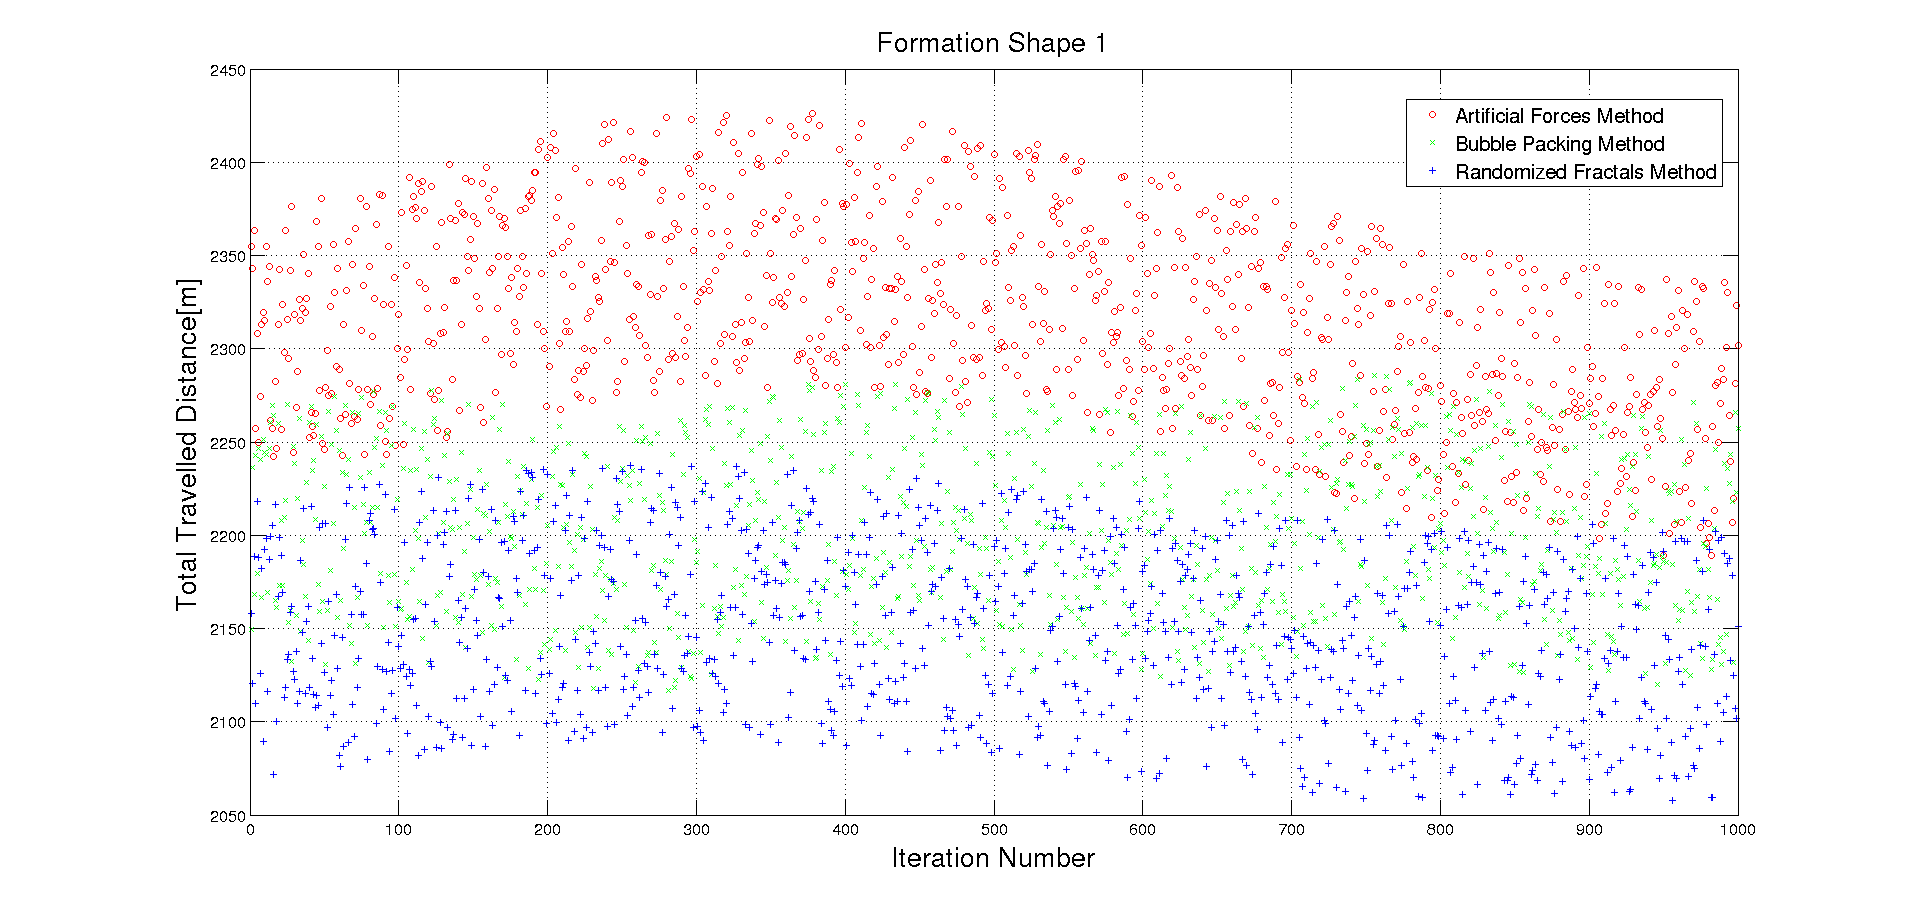 Formation Shape 1
2450
2400
2350
2300
2250
2200
2150
2100
2050
Total Travelled Distance[m]
Artificial Forces Method
Bubble Packing Method
Randomized Fractals Method
0 100 200 300 400 500 600 700 800 900 1000
Iteration Number